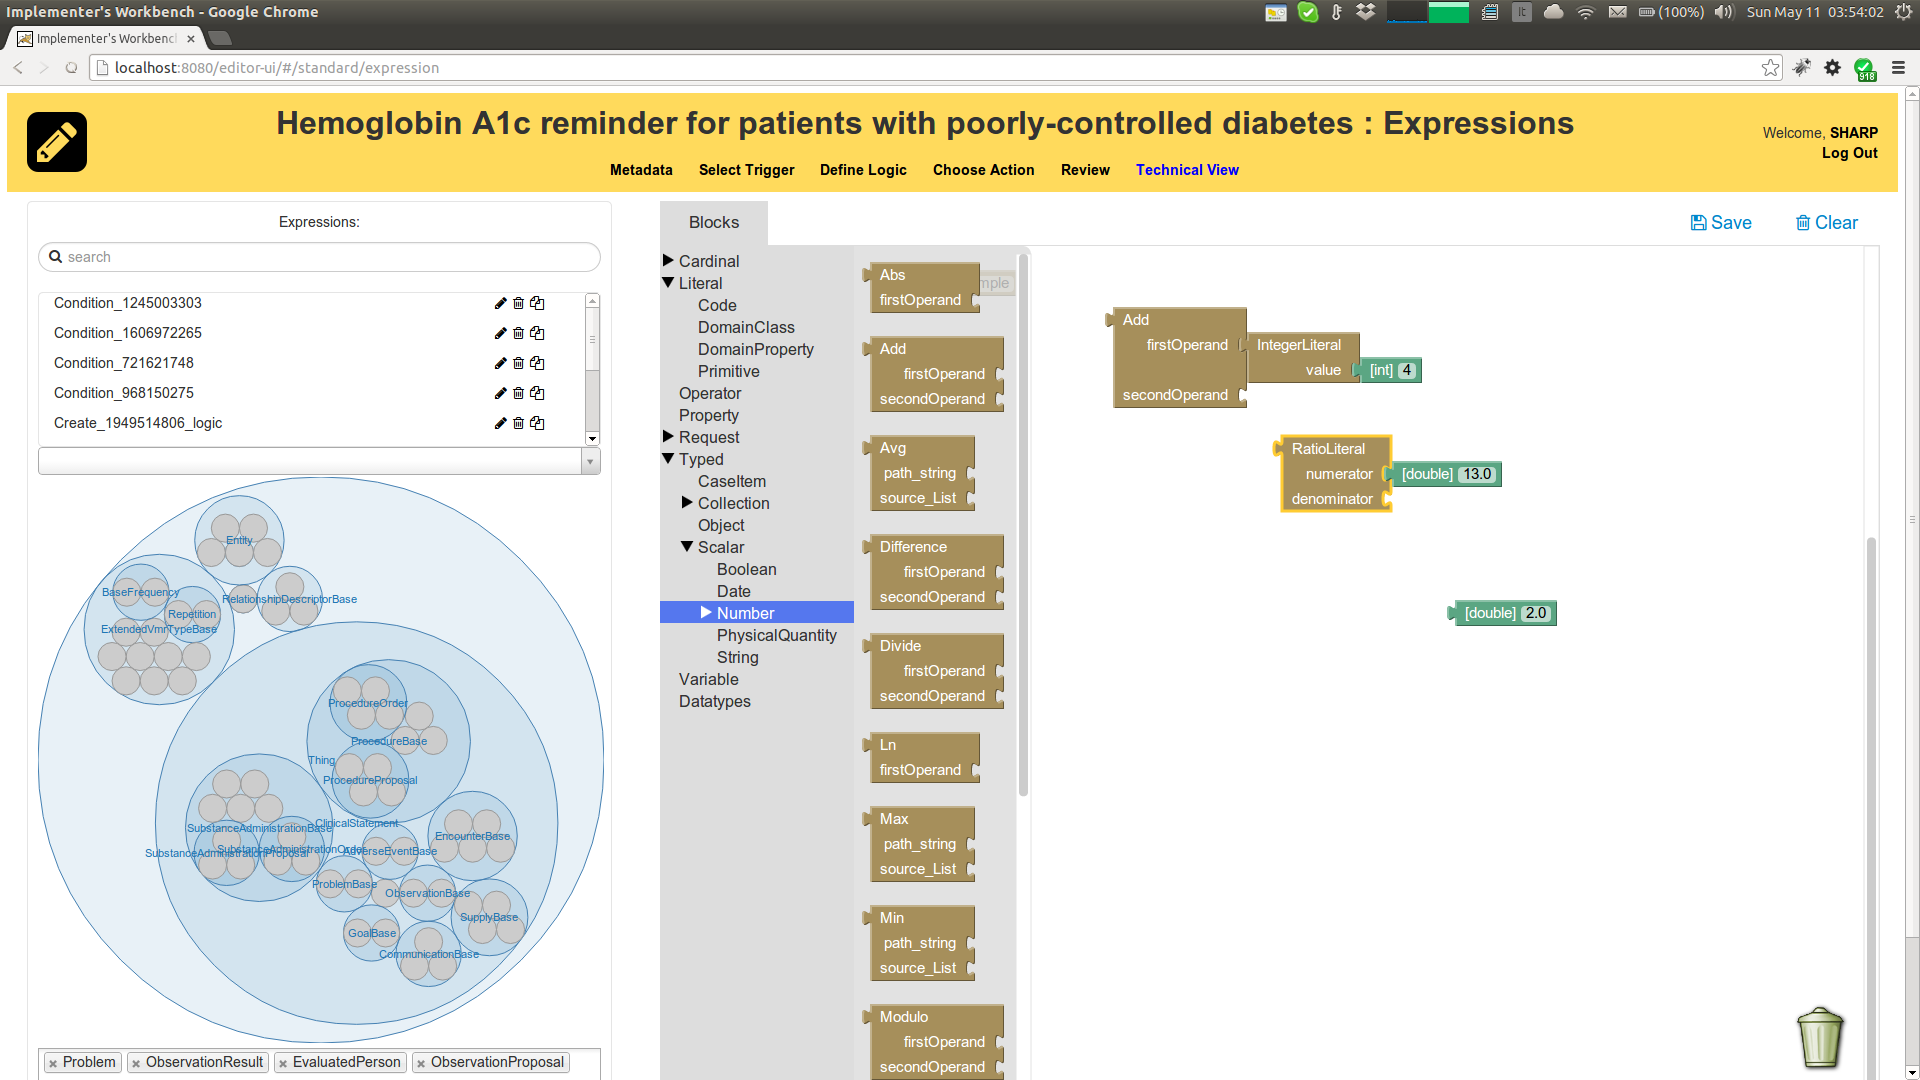 Implementer's Workbench - Google Chrome
It
(100%)
Sun May 11 03:54:02
Implementer's Workbenc
localhost:8080/editor-ui/#/standard/expression
918
Hemoglobin A1c reminder for patients with poorly-controlled diabetes : Expressions
Welcome, SHARP
Log Out
Metadata Select Trigger Define Logic Choose Action Review Technical View
Expressions:
search
Condition_1245003303
Condition_1606972265
Condition_721621748
Condition_968150275
Create_1949514806_logic
Entity
BaseFrequency
RelationshipDescriptorBase
Repetition
ExtendedVmrTypeBase
ProcedureOrder
ProcedureBase
Thing
ProcedureProposal
ClinicalStatement
SubstanceAdministrationBase
EncounterBase
SubstanceAdministrationOrder
SubstanceAdministrationProposal
AdverseEventBase
ProblemBase
ObservationBase
SupplyBase
GoalBase
CommunicationBase
Problem
ObservationResult
EvaluatedPerson
ObservationProposal
Blocks
Save
Clear
Cardinal
Literal
Code
DomainClass
DomainProperty
Primitive
Operator
Property
Request
Typed
CaseItem
Collection
Object
Scalar
Boolean
Date
Number
PhysicalQuantity
String
Variable
Datatypes
mple
Abs
firstOperand
Add
firstOperand
secondOperand
Avg
path_string
source_List
Difference
firstOperand
secondOperand
Divide
firstOperand
secondOperand
Ln
firstOperand
Max
path_string
source_List
Min
path_string
source_List
Modulo
firstOperand
secondOperand
Add
firstOperand
secondOperand
IntegerLiteral
value
[int] 4
RatioLiteral
numerator
denominator
[double] 13.0
[double] 2.0